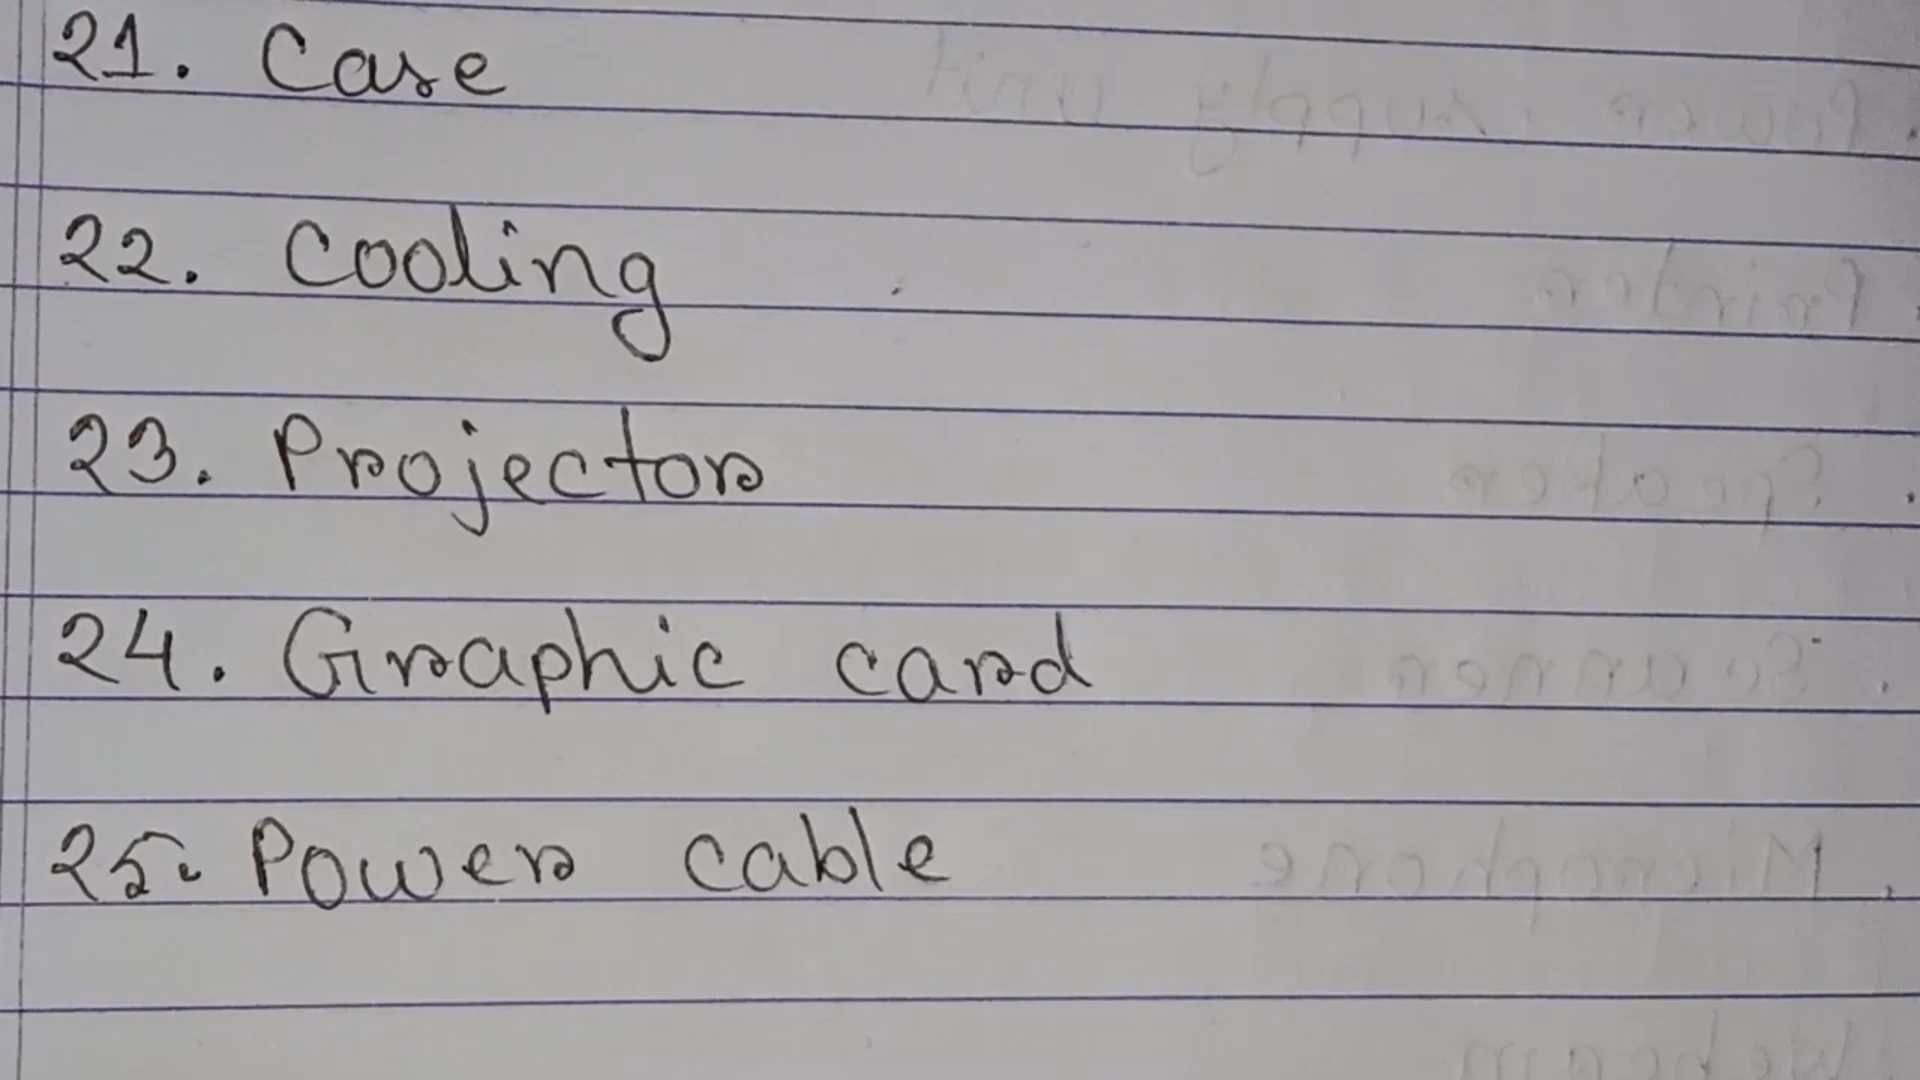 21. Case
22. Cooling
23. Projector
24. Graphic card
25. Power cable